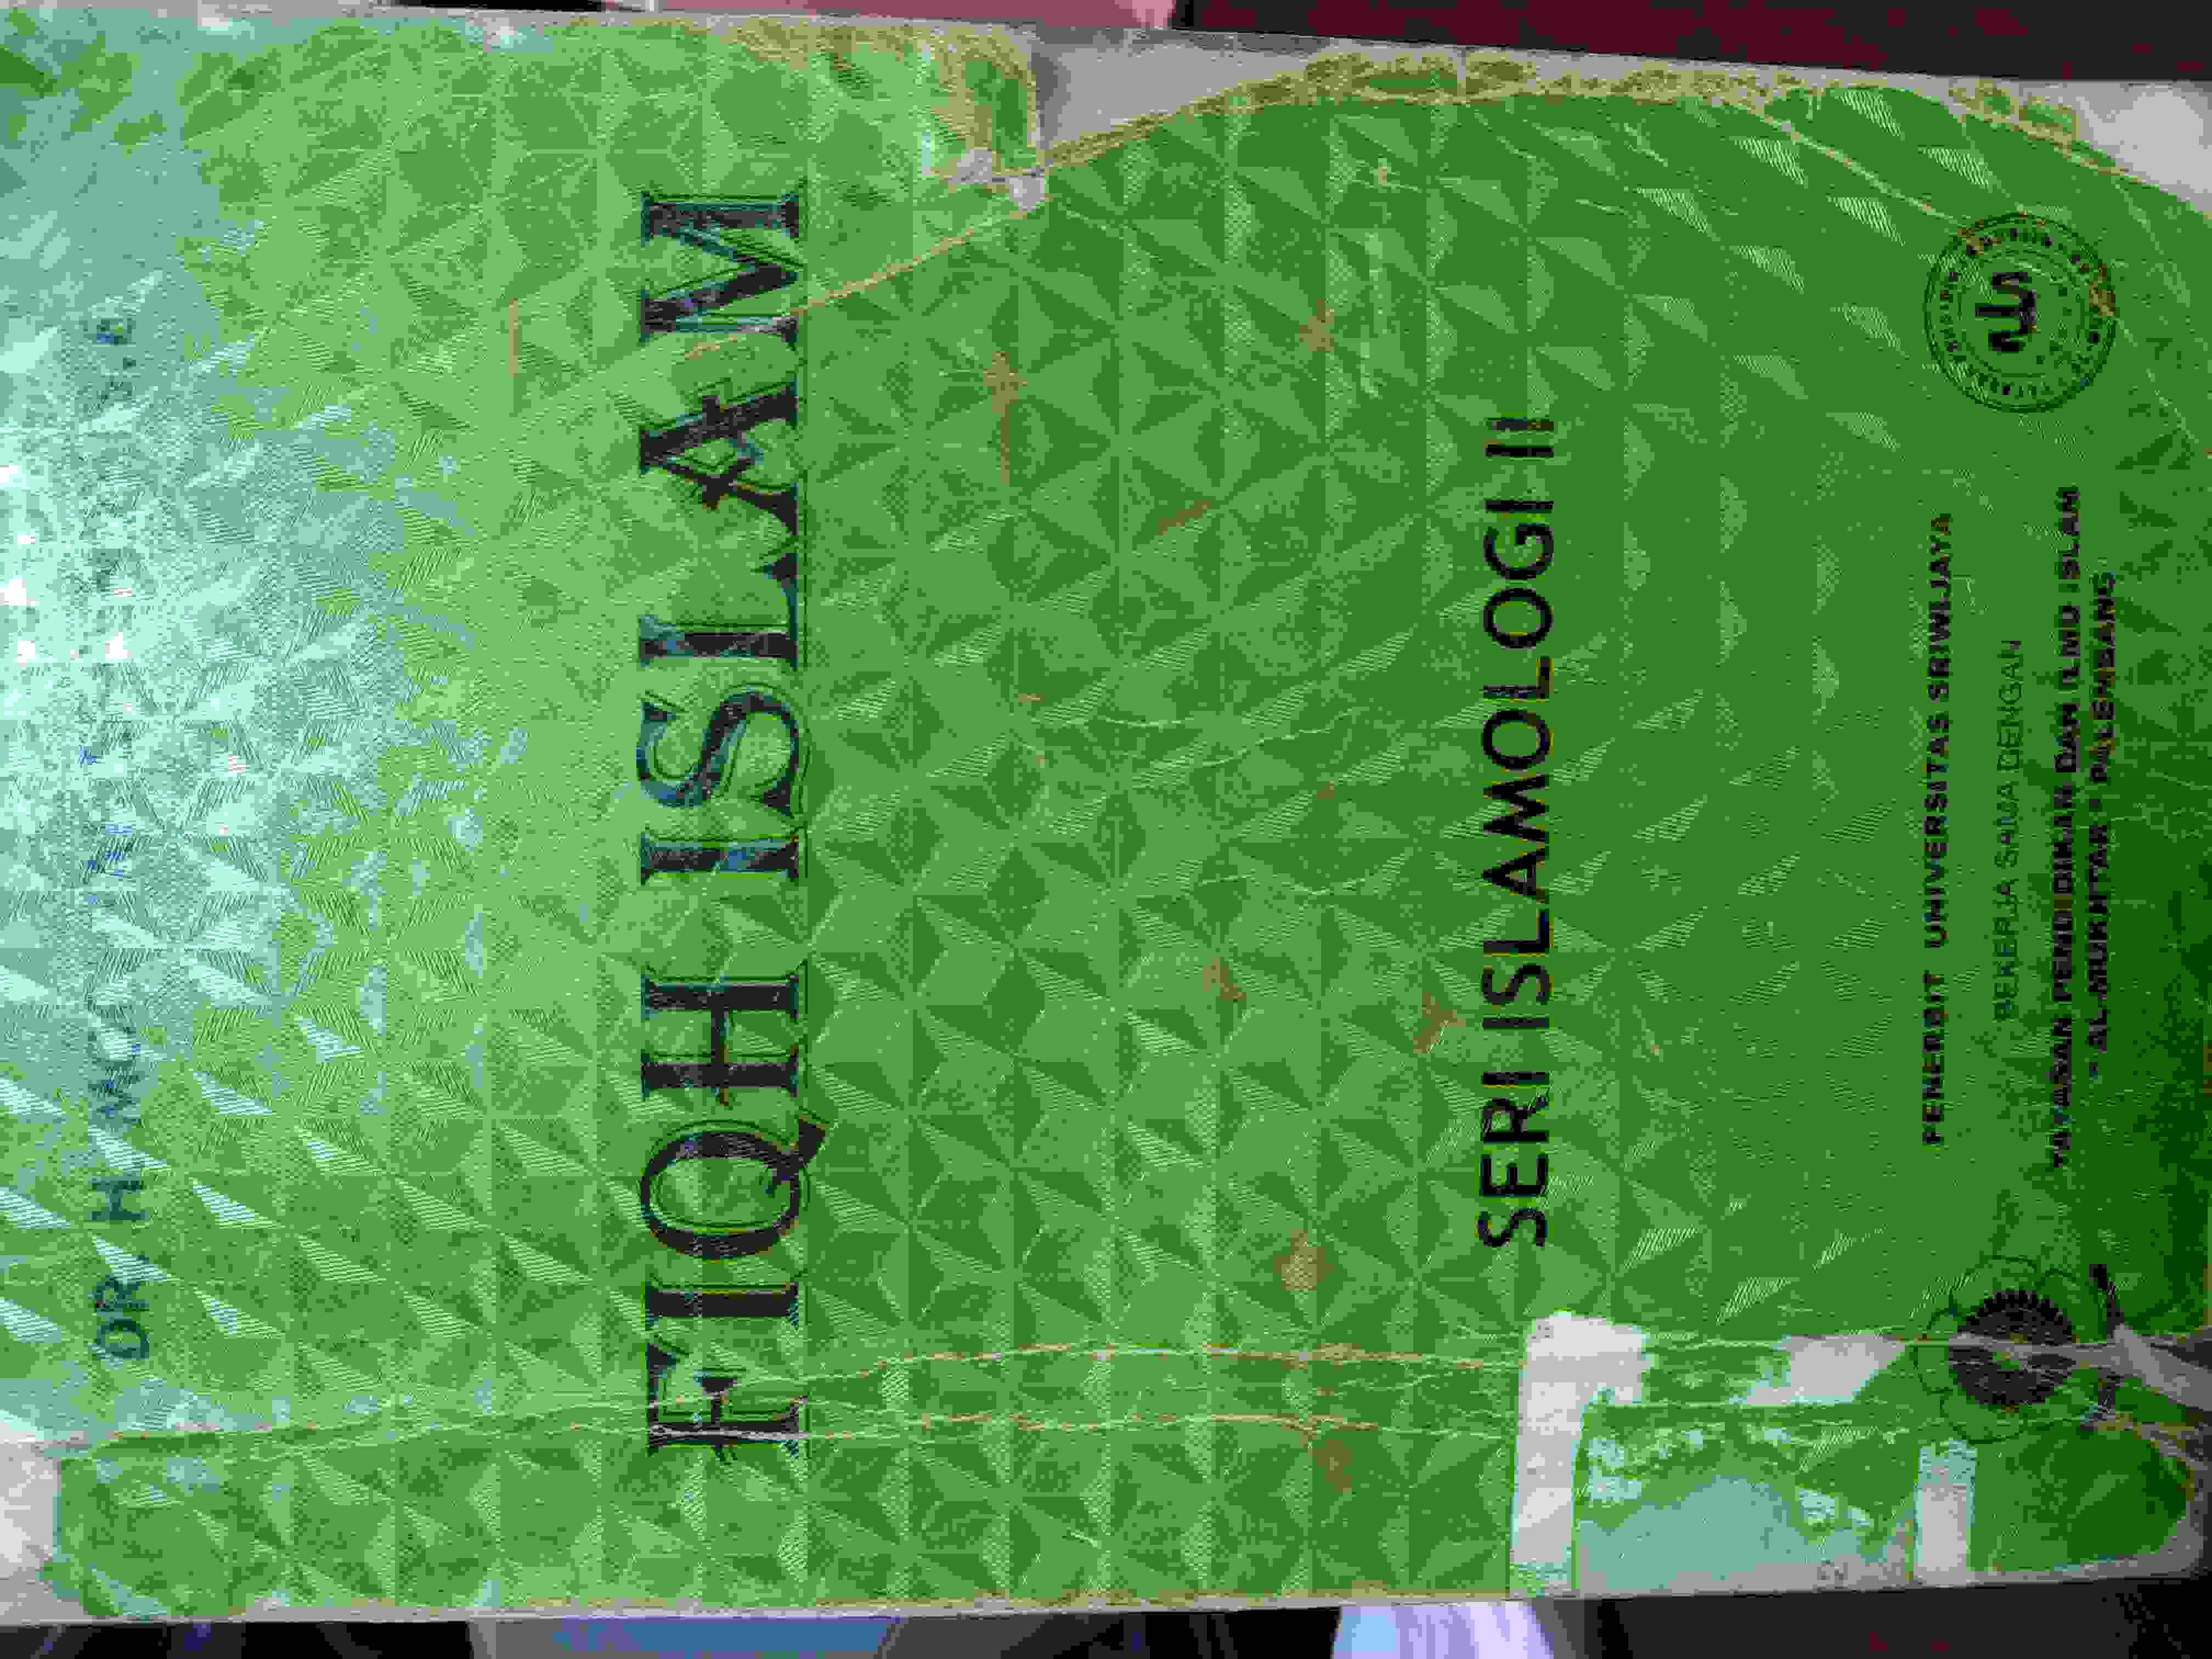 DR. H.
FIQH ISLAM
SERI ISLAMOLOGI II
PENERBIT UNIVERSITAS SRIWIJAYA
BEKERJA SAMA DENGAN
YAYASAN PENDIDIKAN DAN ILMU ISLAM
- AL-MUKHTAR - PALEMBANG